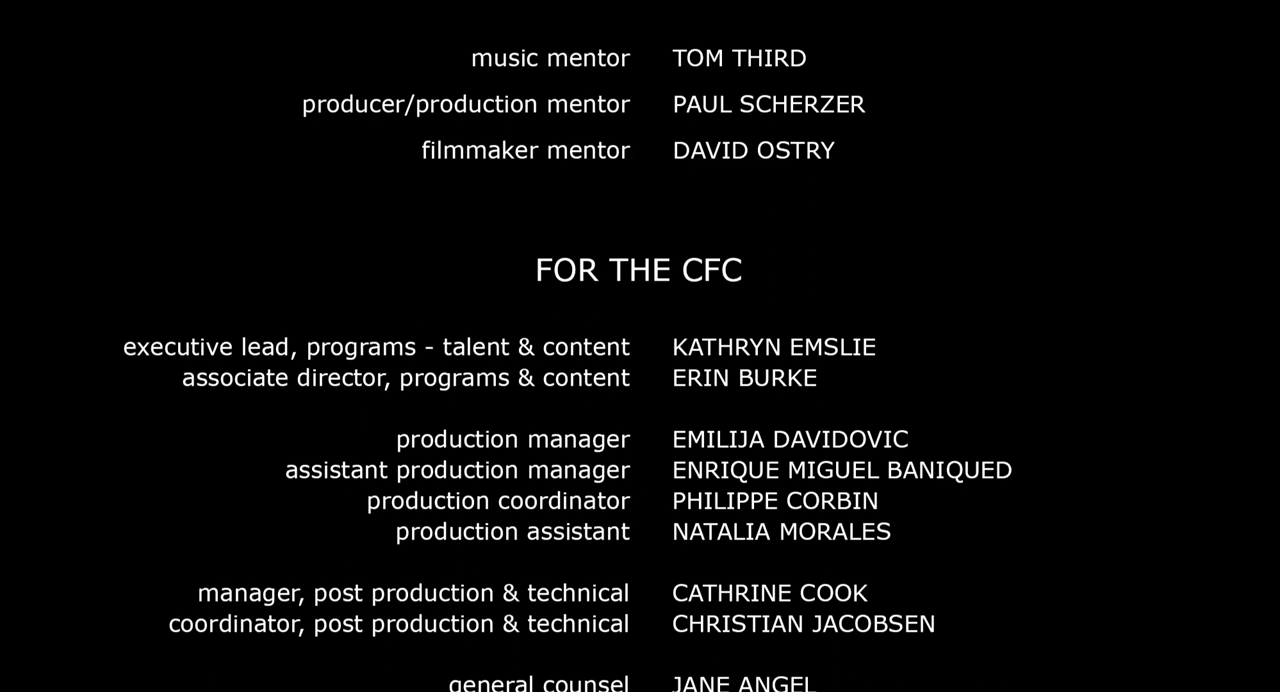 music mentor TOM THIRD
producer/production mentor PAUL SCHERZER
filmmaker mentor DAVID OSTRY
FOR THE CFC
executive lead, programs - talent & content KATHRYN EMSLIE
associate director, programs & content ERIN BURKE
production manager EMILIJA DAVIDOVIC
assistant production manager ENRIQUE MIGUEL BANIQUED
production coordinator PHILIPPE CORBIN
production assistant NATALIA MORALES
manager, post production & technical CATHRINE COOK
coordinator, post production & technical CHRISTIAN JACOBSEN
general counsel JANE ANGEL